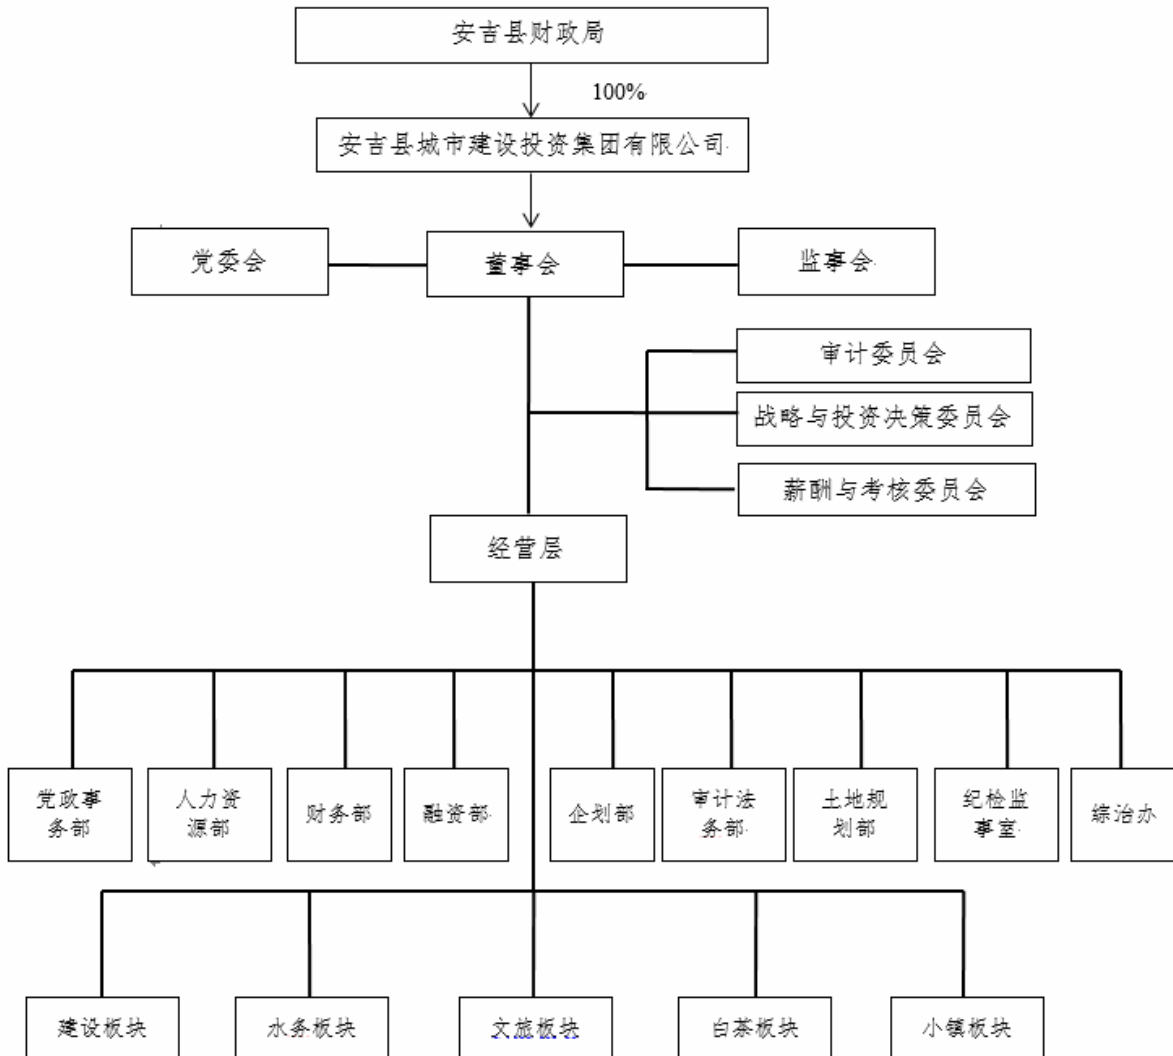 安吉县财政局
100%
安吉县城市建设投资集团有限公司
党委会
董事会
监事会
审计委员会
战略与投资决策委员会
薪酬与考核委员会
经营层
党政事
务部
人力资
源部
财务部
融资部
企划部
审计法
务部
土地规
划部
纪检监
事室
综治办
建设板块
水务板块
文旅板块
白茶板块
小镇板块